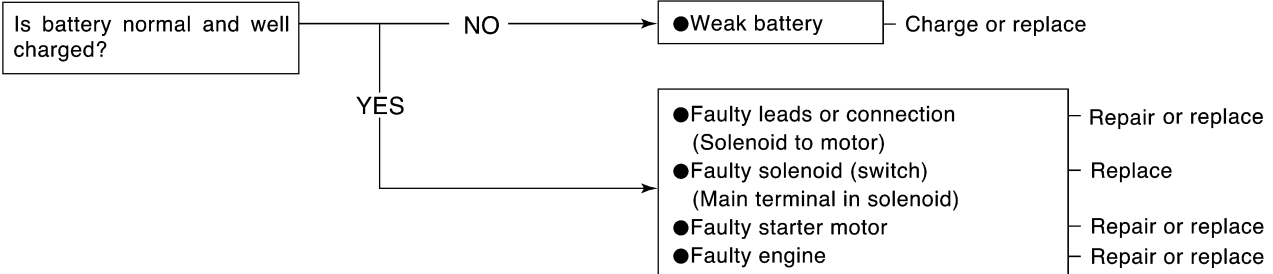 Is battery normal and well
charged?
NO
●Weak battery
Charge or replace
YES
●Faulty leads or connection
(Solenoid to motor)
Repair or replace
●Faulty solenoid (switch)
(Main terminal in solenoid)
Replace
●Faulty starter motor
Repair or replace
●Faulty engine
Repair or replace